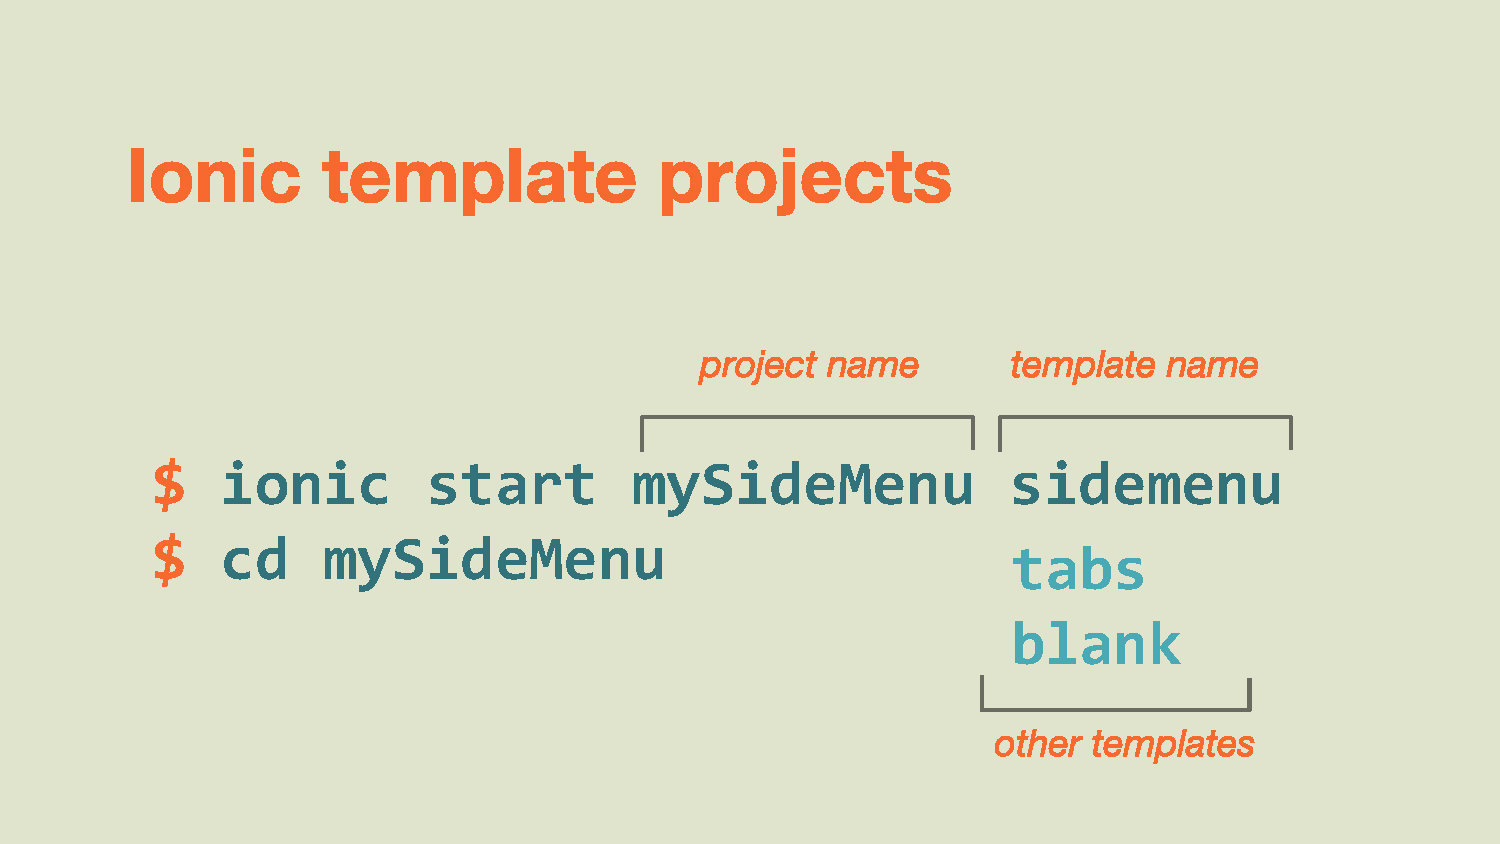 Ionic template projects
project name template name
$ ionic start mySideMenu sidemenu
$ cd mySideMenu
tabs
blank
other templates